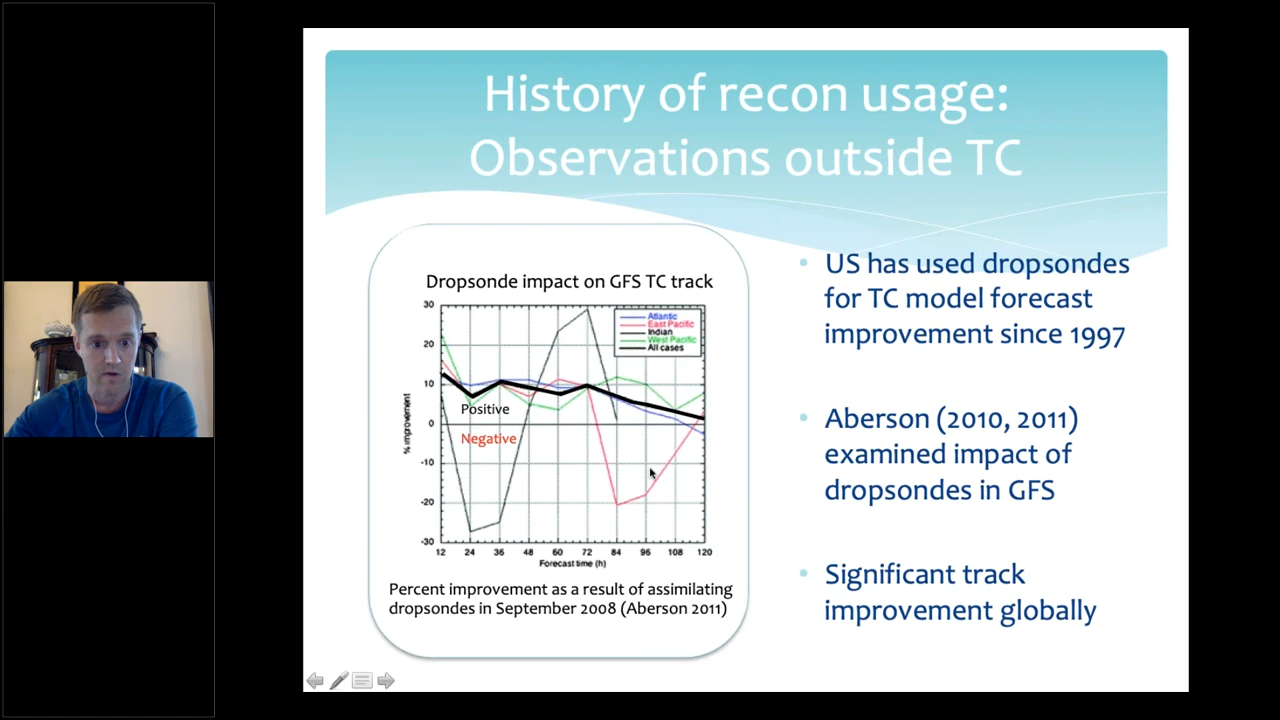 History of recon usage:
Observations outside TC
Dropsonde impact on GFS TC track
30
20
10
0
-10
-20
-30
% improvement
Atlantic
East Pacific
Indian
West Pacific
All cases
Positive
Negative
12 24 36 48 60 72 84 96 108 120
Forecast time (h)
Percent improvement as a result of assimilating
dropsondes in September 2008 (Aberson 2011)
• US has used dropsondes
for TC model forecast
improvement since 1997
• Aberson (2010, 2011)
examined impact of
dropsondes in GFS
• Significant track
improvement globally